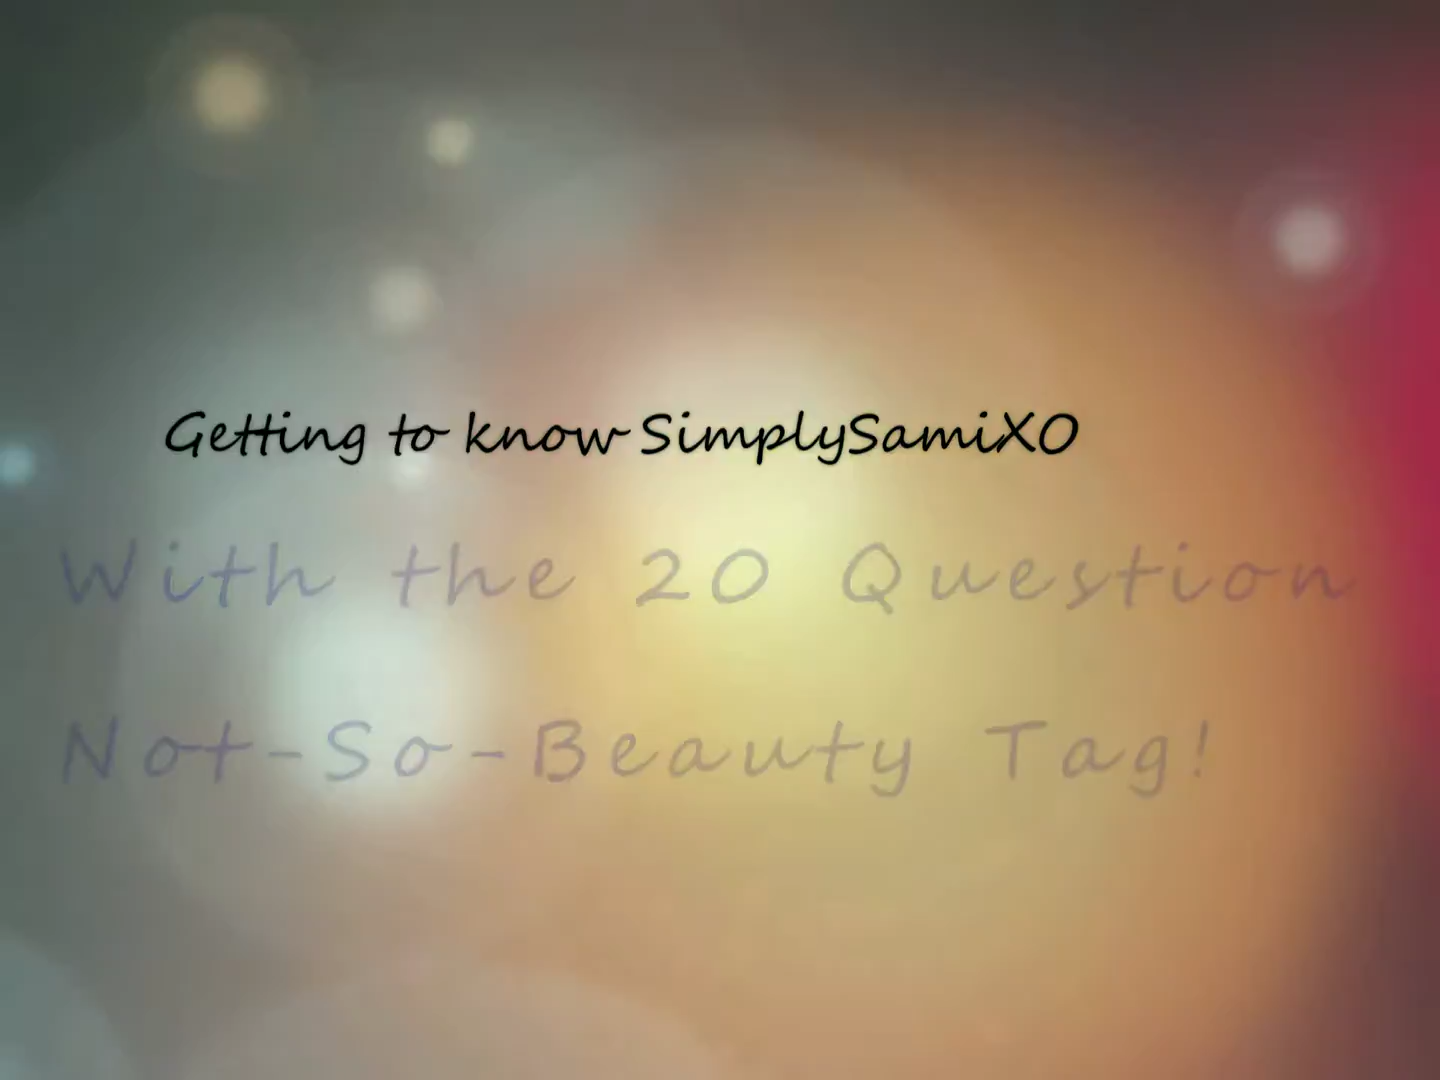 Getting to know SimplySamiXO
With the 20 Question
Not-So-Beauty Tag!